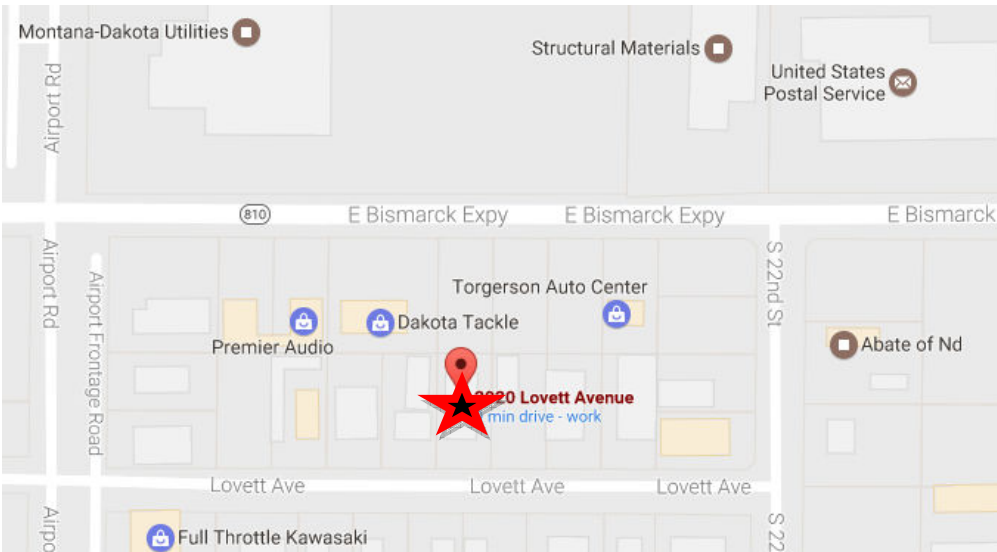 Montana-Dakota Utilities
Structural Materials
United States
Postal Service
Airport Rd
810
E Bismarck Expy
E Bismarck Expy
E Bismarck
Airport Rd
Airport Frontage Road
S 22nd St
Torgerson Auto Center
Dakota Tackle
Premier Audio
Abate of Nd
Lovett Avenue
min drive - work
Lovett Ave
Lovett Ave
Lovett Ave
Airpo
S 22
Full Throttle Kawasaki